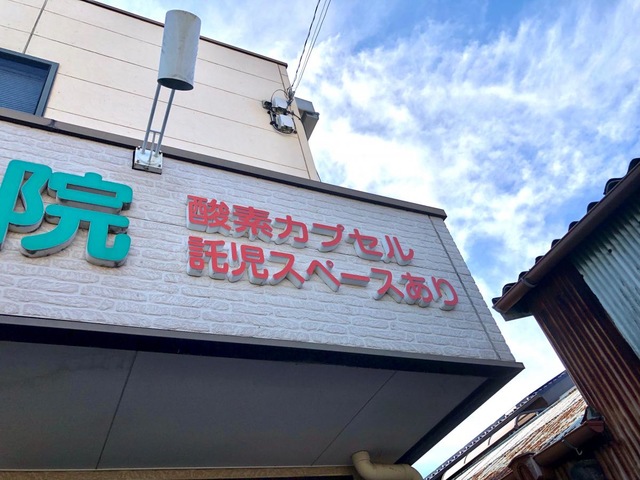 院
酸素カプセル
託児スペースあり